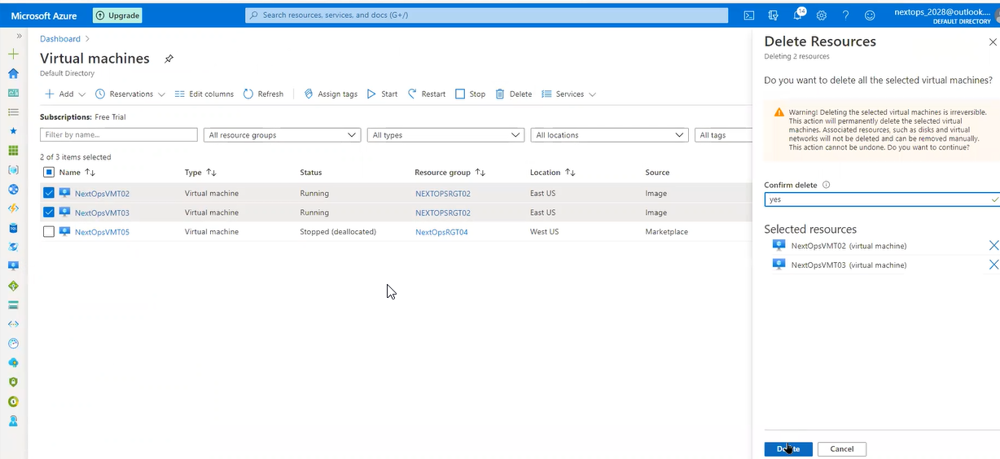 Microsoft Azure
Upgrade
Search resources, services, and docs (G+/)
14
nextops_2028@outlook....
DEFAULT DIRECTORY
Dashboard
Virtual machines
Default Directory
Add
Reservations
Edit columns
Refresh
Assign tags
Start
Restart
Stop
Delete
Services
Subscriptions: Free Trial
Filter by name...
All resource groups
All types
All locations
All tags
2 of 3 items selected
Name Type Status Resource group Location Source
NextOpsVMT02 Virtual machine Running NEXTOPSRGT02 East US Image
NextOpsVMT03 Virtual machine Running NEXTOPSRGT02 East US Image
NextOpsVMT05 Virtual machine Stopped (deallocated) NextOpsRGT04 West US Marketplace
Delete Resources
Deleting 2 resources
Do you want to delete all the selected virtual machines?
Warning! Deleting the selected virtual machines is irreversible.
This action will permanently delete the selected virtual
machines. Associated resources, such as disks and virtual
networks will not be deleted and can be removed manually.
This action cannot be undone. Do you want to continue?
Confirm delete
yes
Selected resources
NextOpsVMT02 (virtual machine)
NextOpsVMT03 (virtual machine)
Delete
Cancel